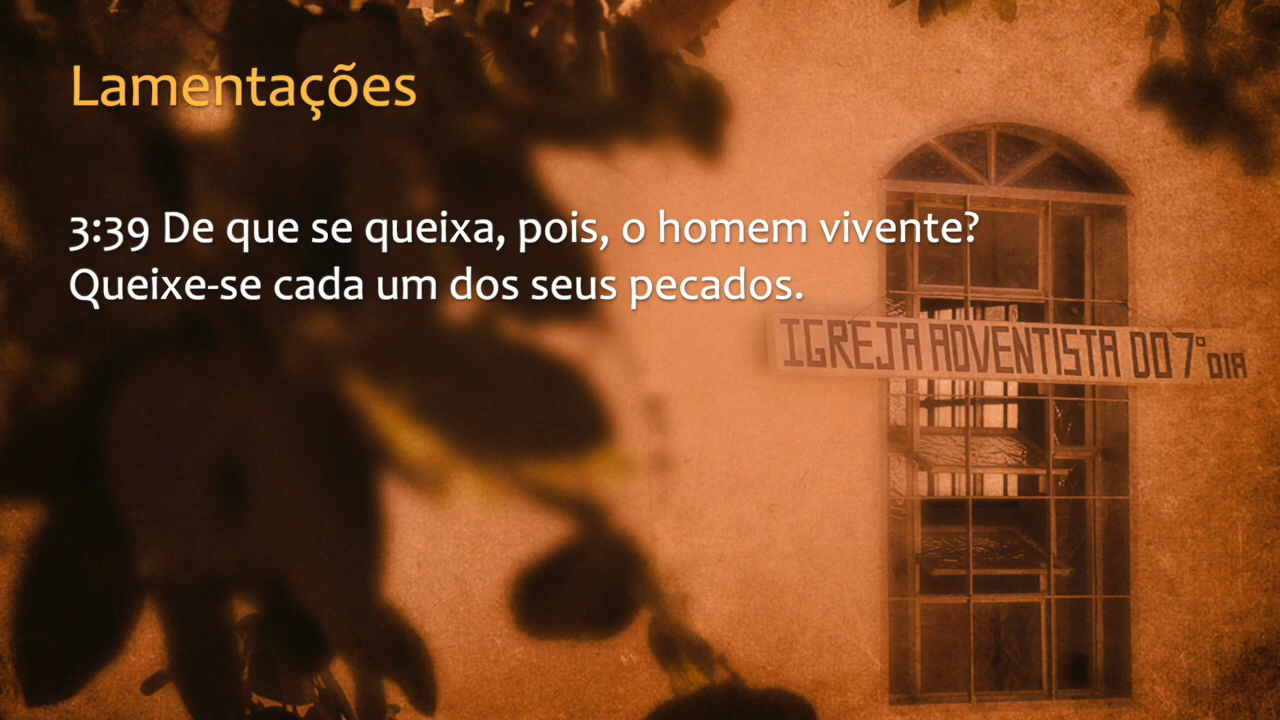 Lamentações
3:39 De que se queixa, pois, o homem vivente?
Queixe-se cada um dos seus pecados.
IGREJA ADVENTISTA DO 7° DIA